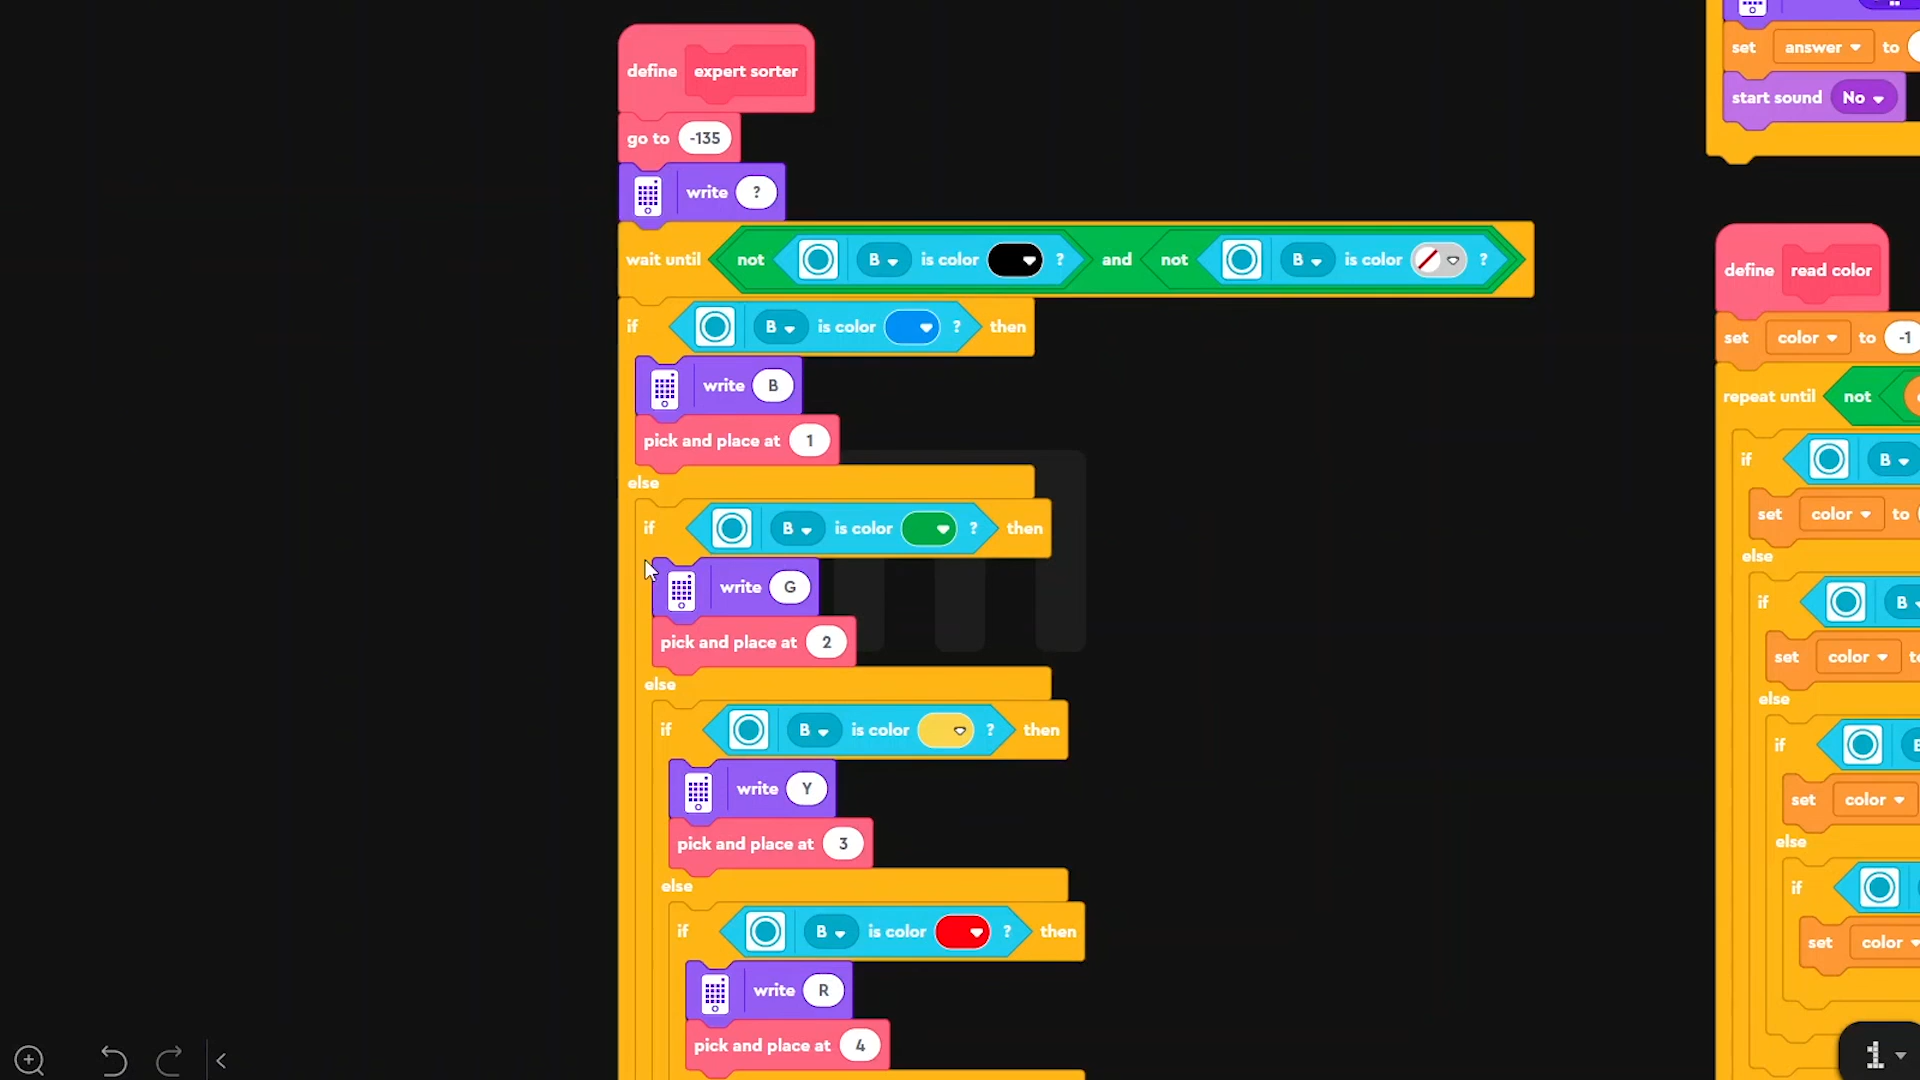 define expert sorter
go to -135
write ?
wait until not B is color ? and not B is color ?
if B is color ? then
write B
pick and place at 1
else
if B is color ? then
write G
pick and place at 2
else
if B is color ? then
write Y
pick and place at 3
else
if B is color ? then
write R
pick and place at 4
set answer to
start sound No
define read color
set color to -1
repeat until not
if B
set color to
else
if B
set color
else
if
set color
else
if
set color